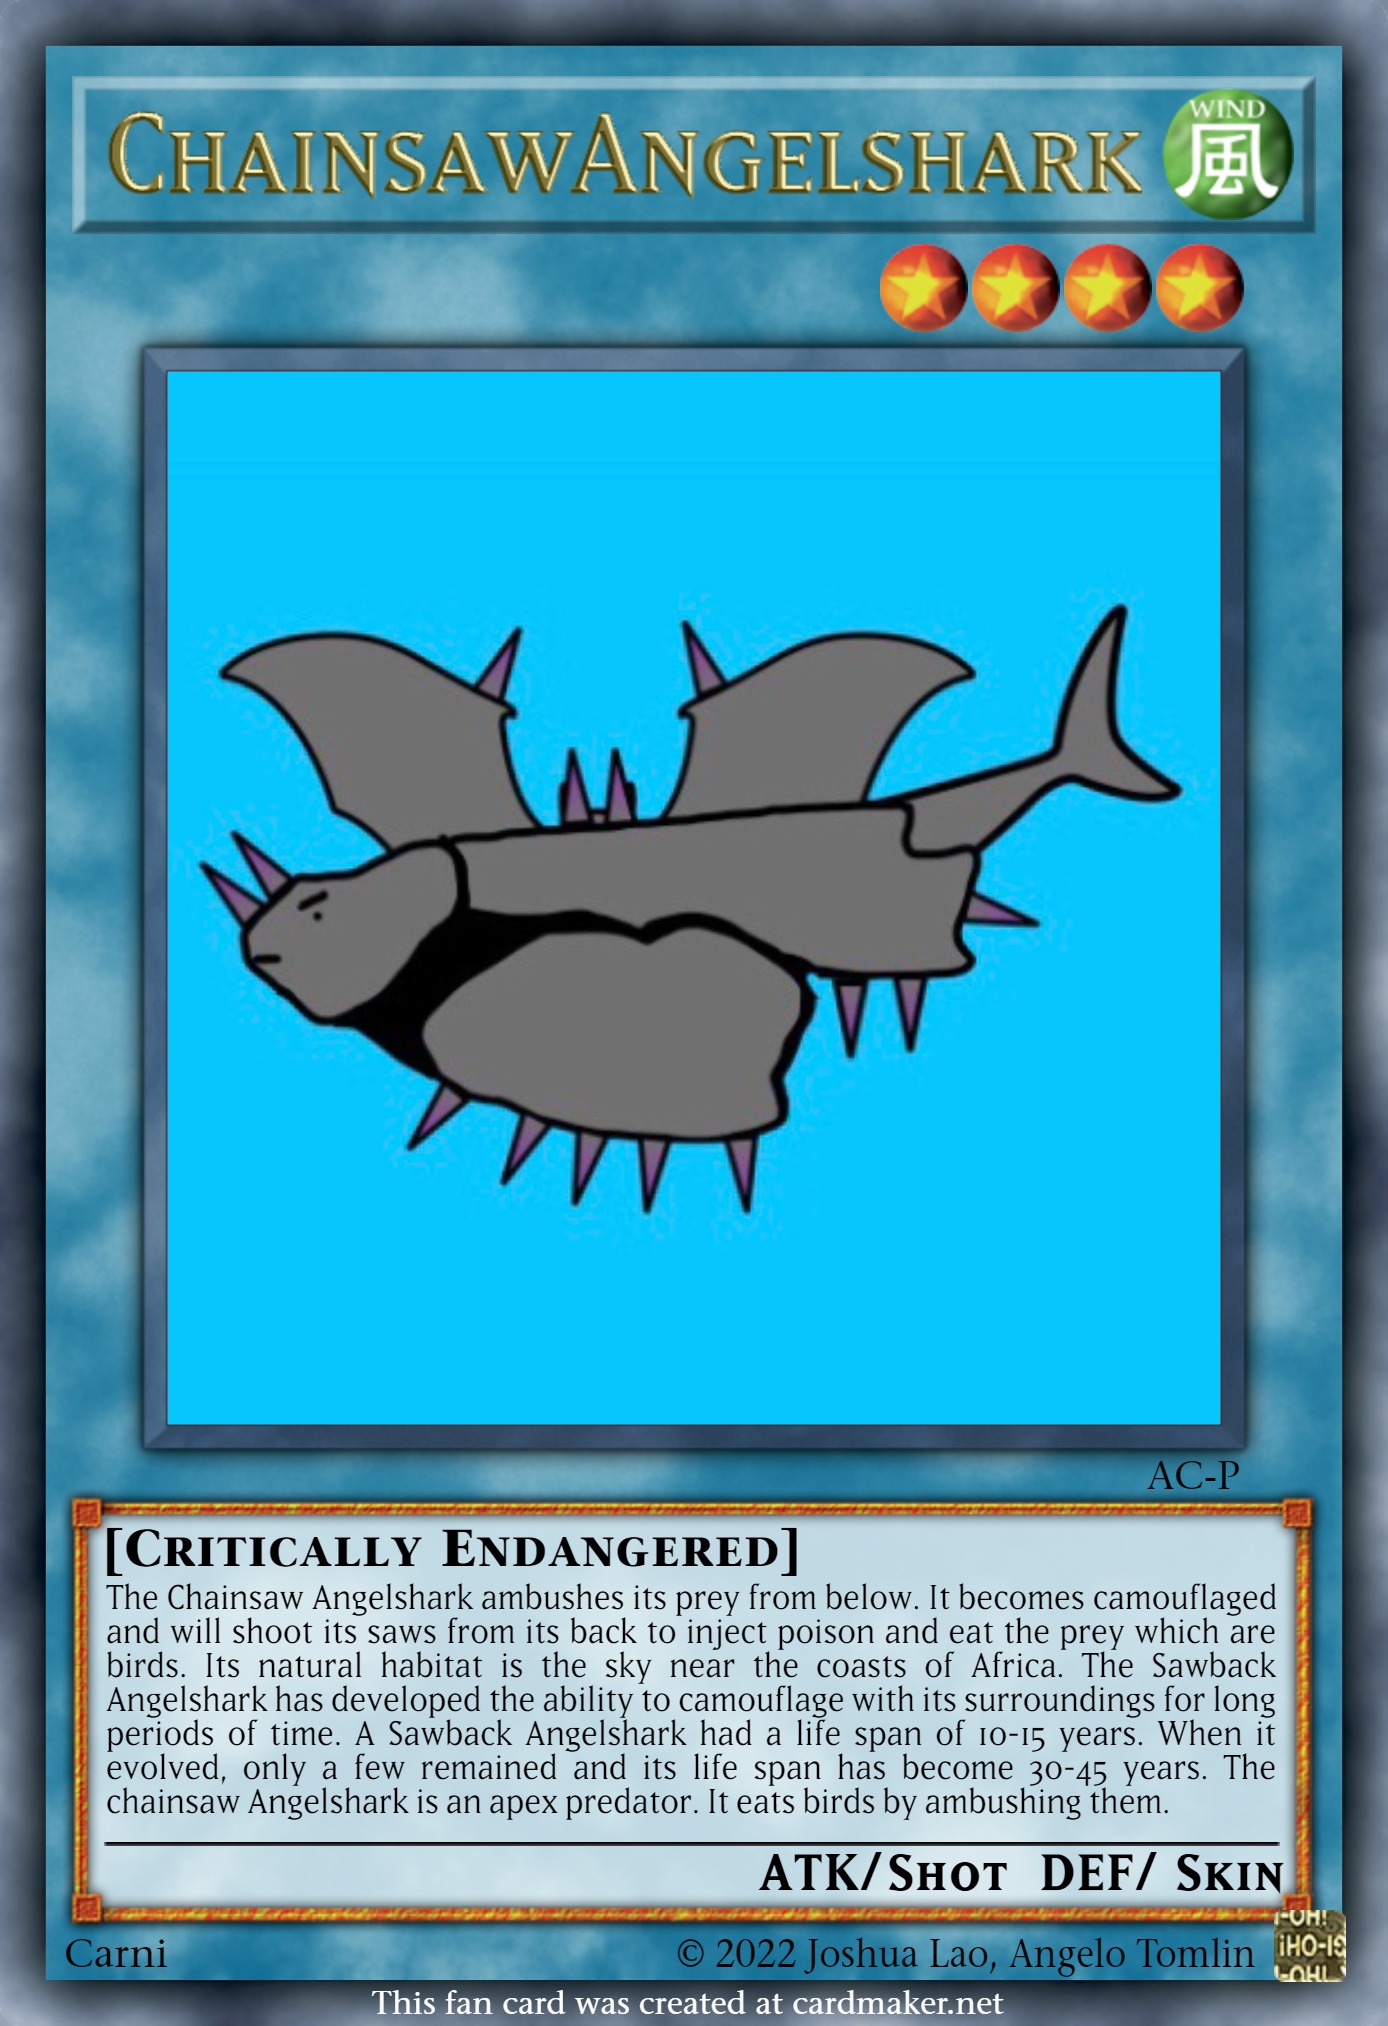 ChainsawAngelshark
WIND
風
AC-P
[Critically Endangered]
The Chainsaw Angelshark ambushes its prey from below. It becomes camouflaged
and will shoot its saws from its back to inject poison and eat the prey which are
birds. Its natural habitat is the sky near the coasts of Africa. The Sawback
Angelshark has developed the ability to camouflage with its surroundings for long
periods of time. A Sawback Angelshark had a life span of 10-15 years. When it
evolved, only a few remained and its life span has become 30-45 years. The
chainsaw Angelshark is an apex predator. It eats birds by ambushing them.
ATK/Shot DEF/ Skin
Carni
© 2022 Joshua Lao, Angelo Tomlin
This fan card was created at cardmaker.net